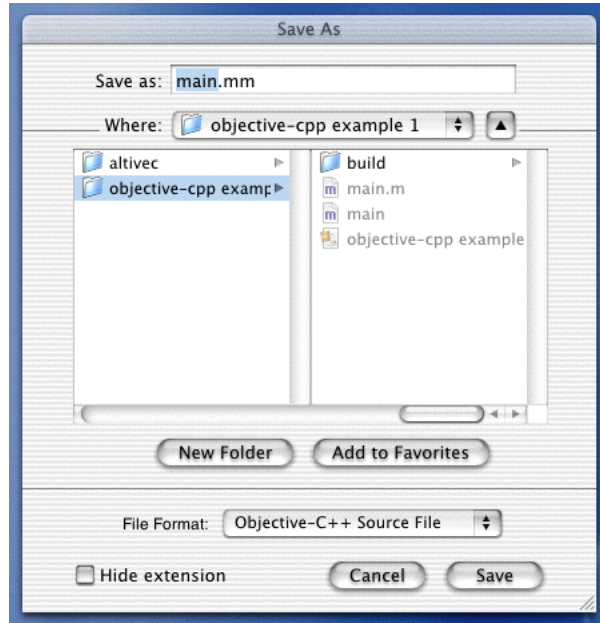 Save As
Save as: main.mm
Where: objective-cpp example 1
altivec
objective-cpp examp
build
main.m
main
objective-cpp example
New Folder
Add to Favorites
File Format: Objective-C++ Source File
Hide extension
Cancel
Save